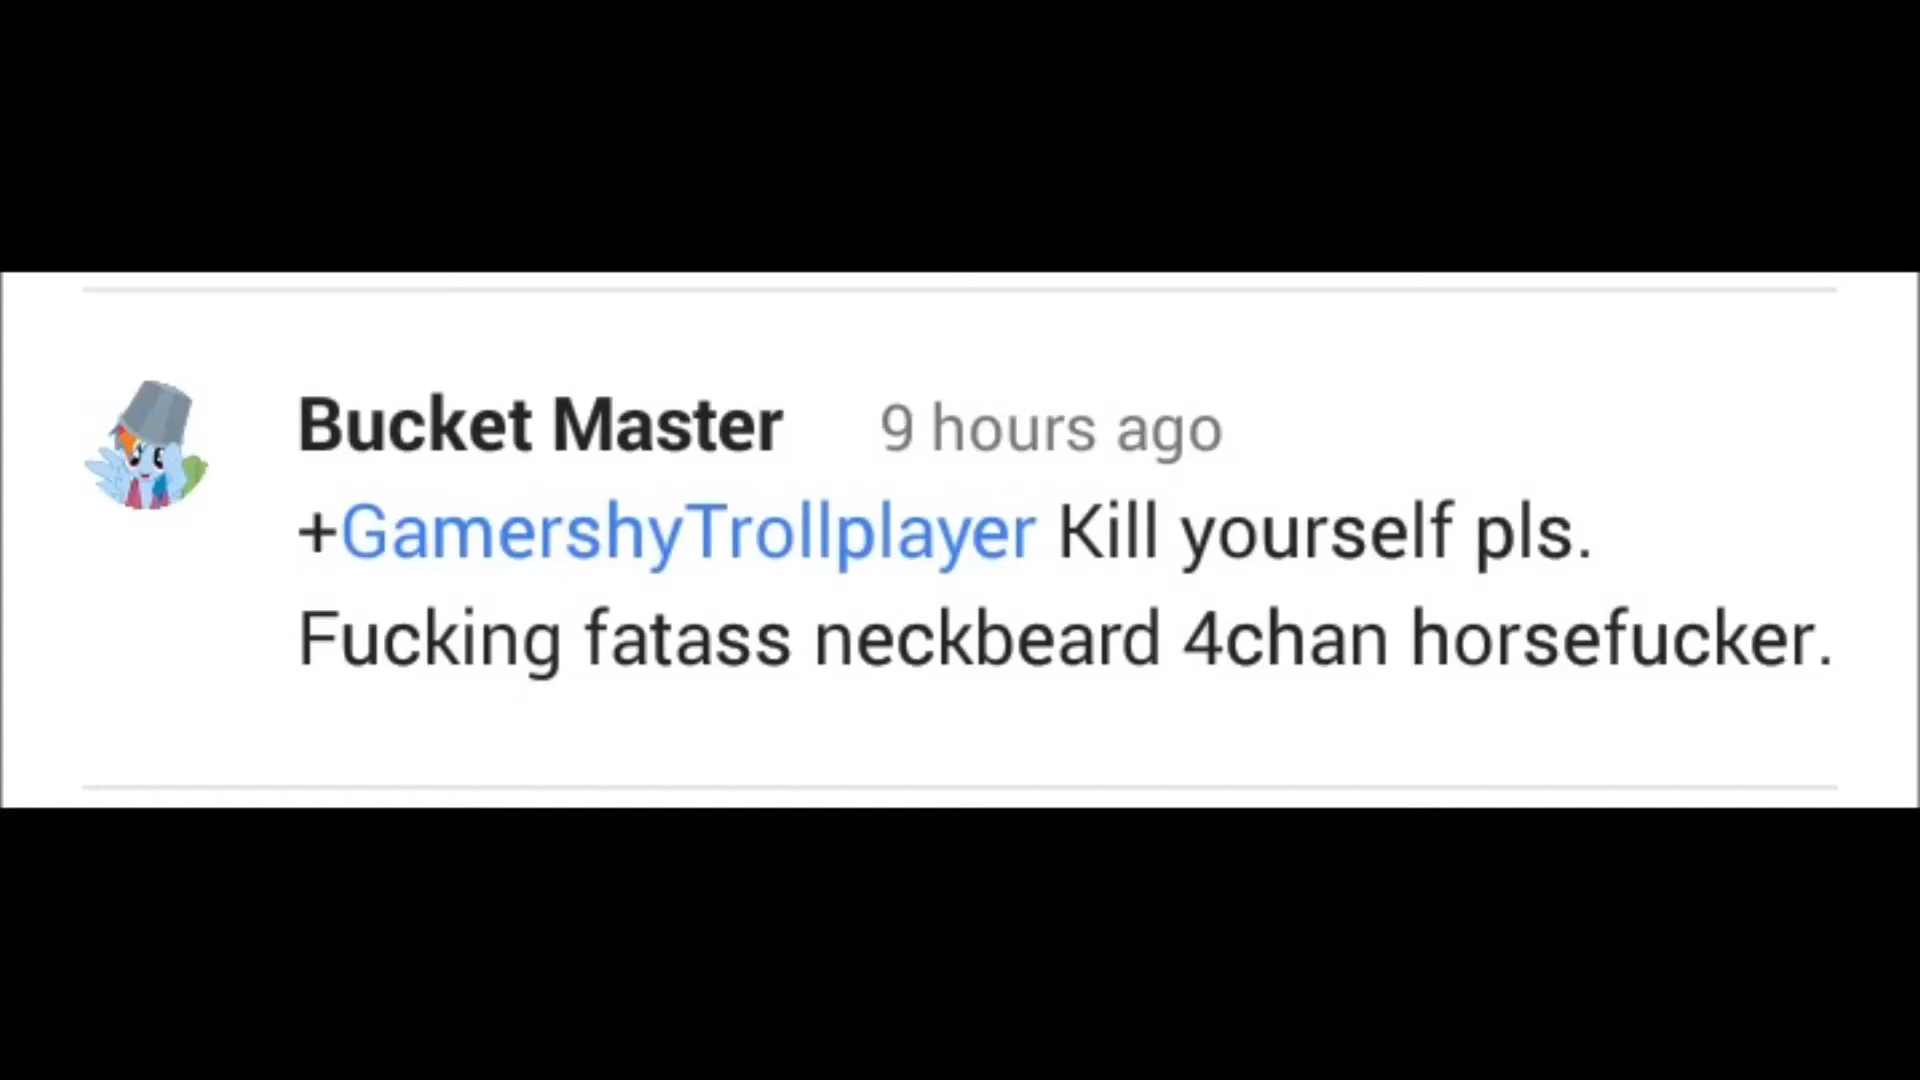 Bucket Master 9 hours ago
+GamershyTrollplayer Kill yourself pls.
Fucking fatass neckbeard 4chan horsefucker.